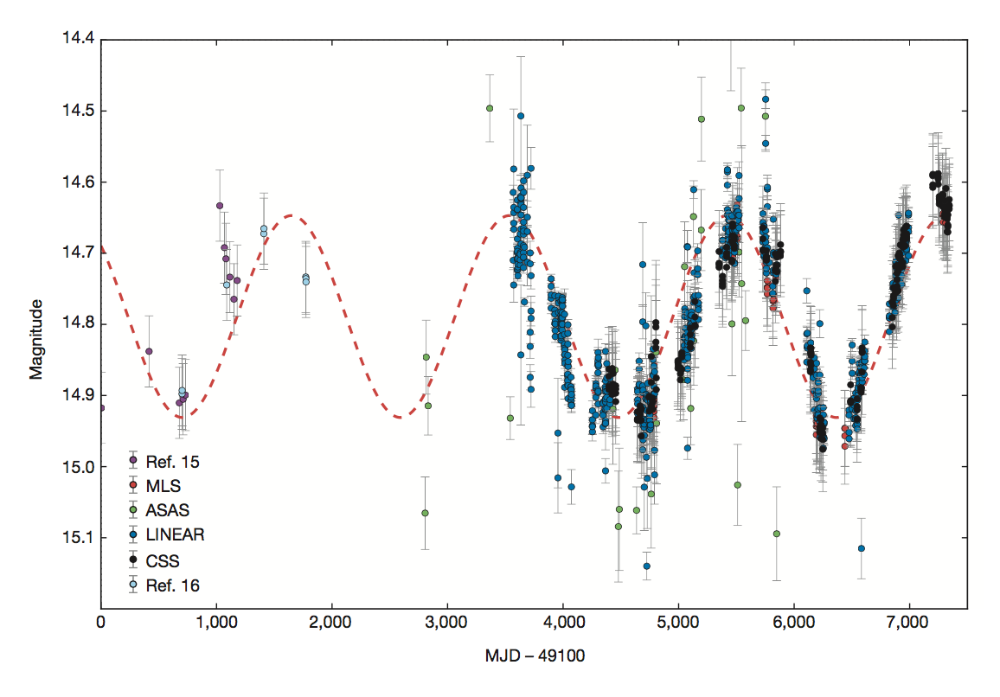 14.4
14.5
14.6
14.7
14.8
14.9
15.0
15.1
Magnitude
Ref. 15
MLS
ASAS
LINEAR
CSS
Ref. 16
0 1,000 2,000 3,000 4,000 5,000 6,000 7,000
MJD – 49100